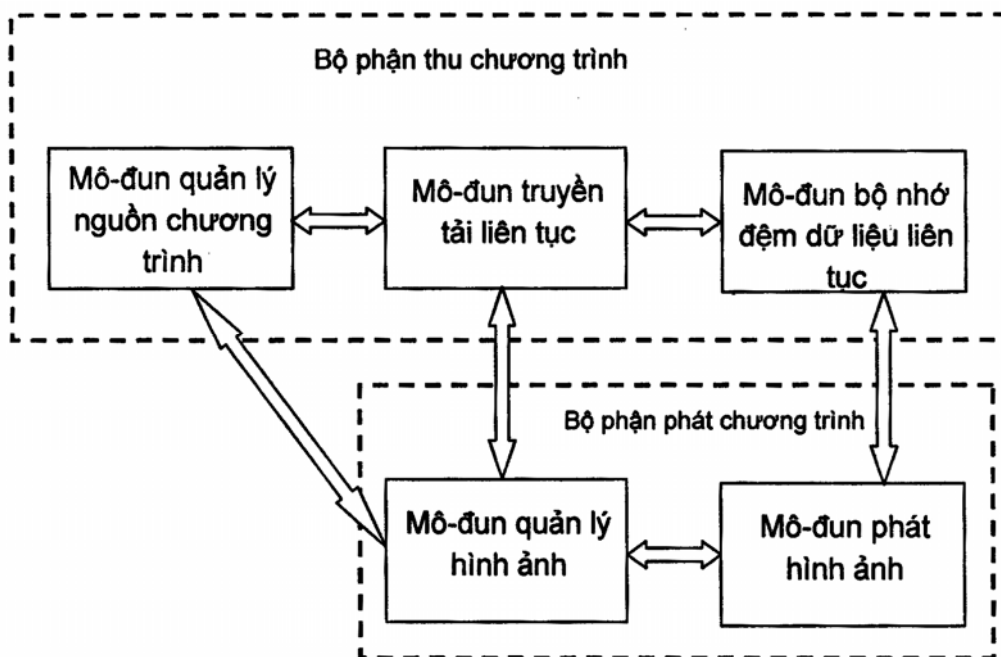 Bộ phận thu chương trình
Mô-đun quản lý
nguồn chương
trình
Mô-đun truyền
tải liên tục
Mô-đun bộ nhớ
đệm dữ liệu liên
tục
Bộ phận phát chương trình
Mô-đun quản lý
hình ảnh
Mô-đun phát
hình ảnh